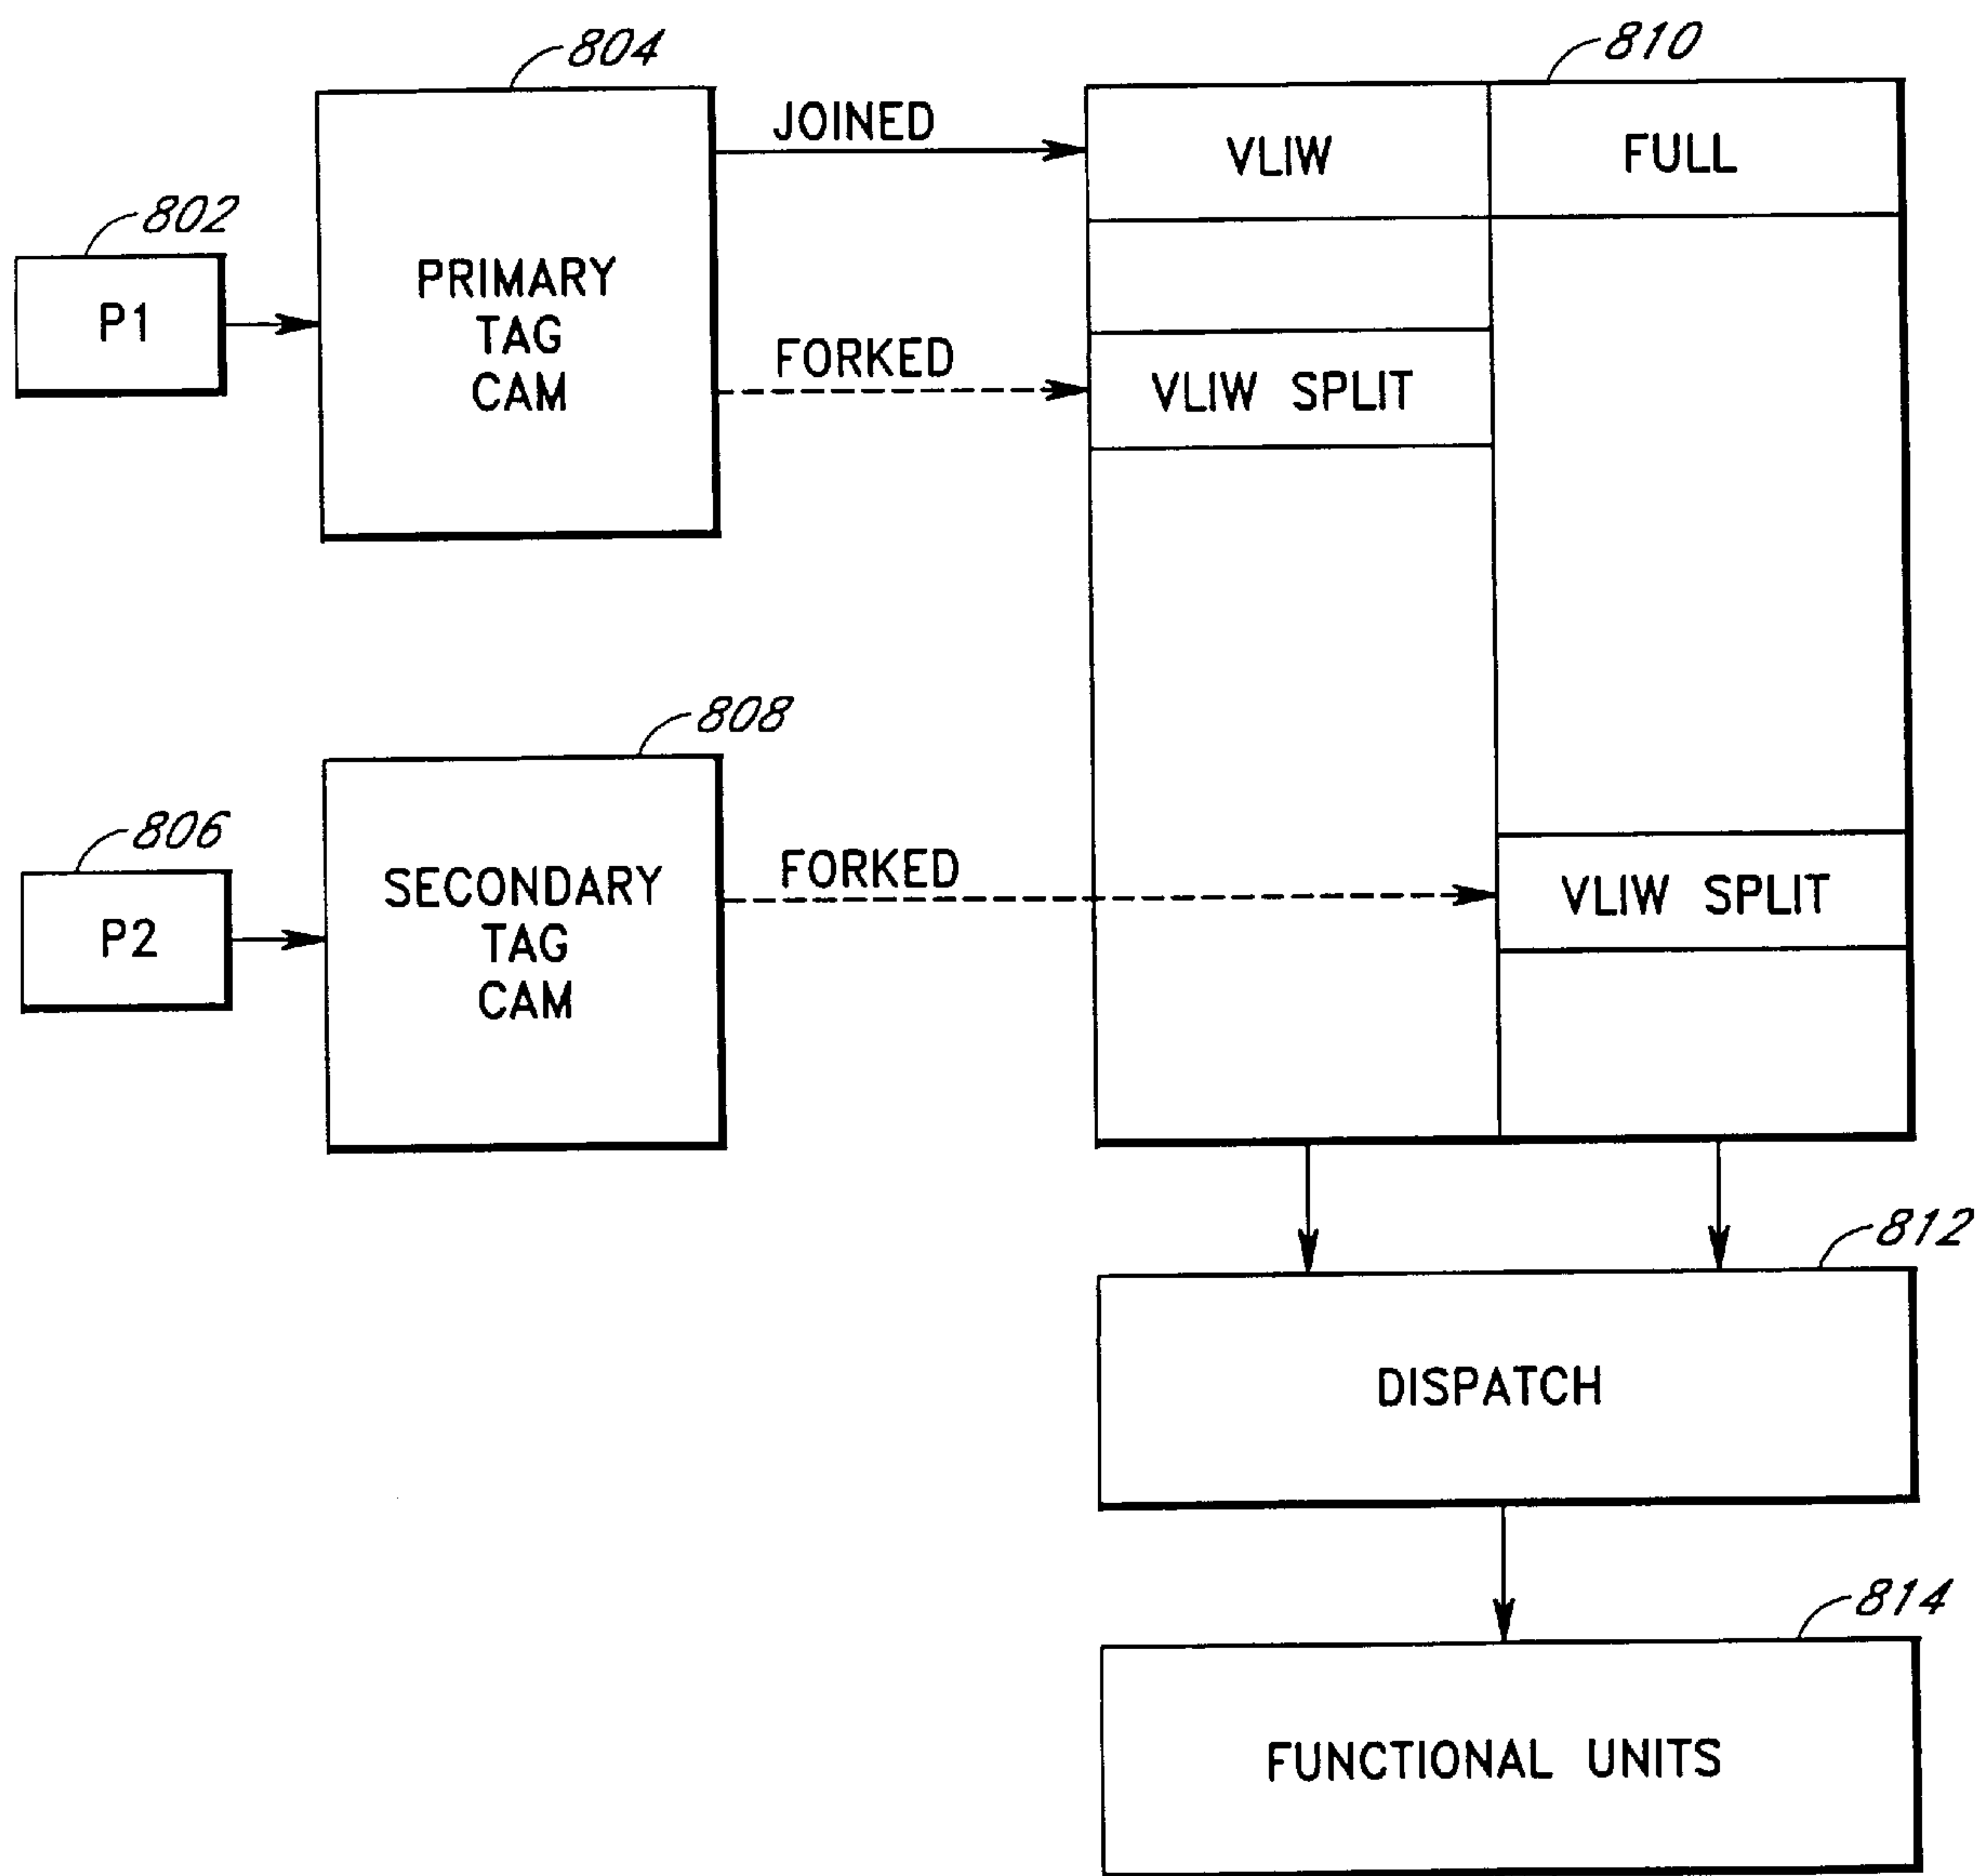 804
810
JOINED
VLIW
FULL
802
P1
PRIMARY
TAG
CAM
FORKED
VLIW SPLIT
808
806
P2
SECONDARY
TAG
CAM
FORKED
VLIW SPLIT
812
DISPATCH
814
FUNCTIONAL UNITS